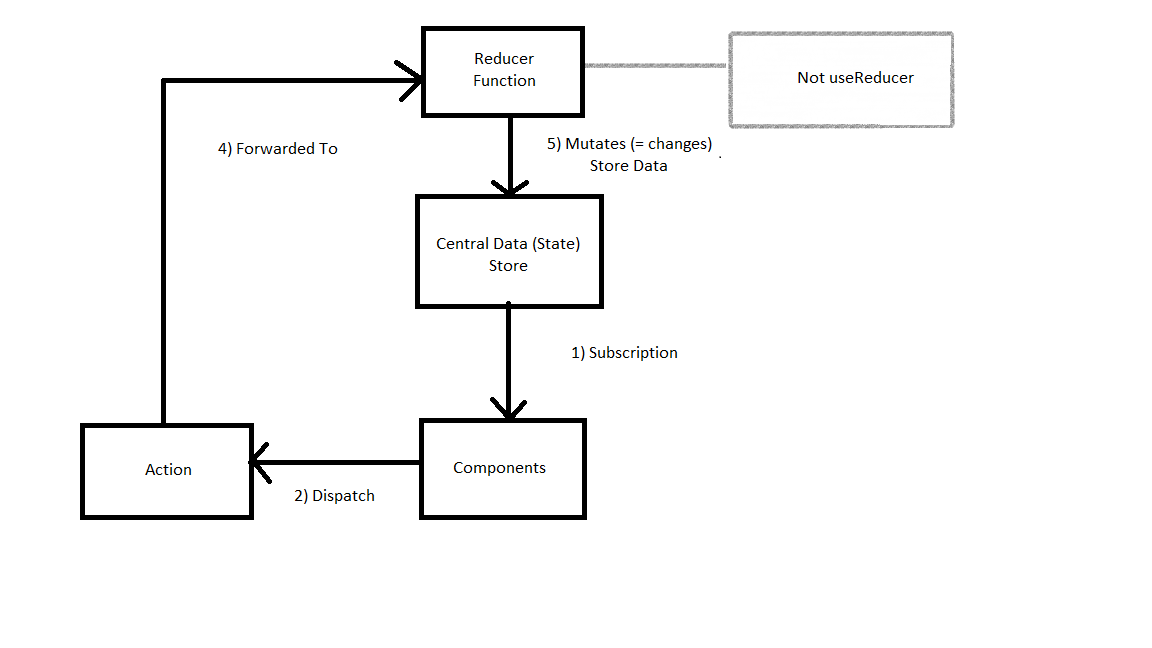 Reducer
Function
Not useReducer
4) Forwarded To
5) Mutates (= changes)
Store Data
Central Data (State)
Store
1) Subscription
Action
Components
2) Dispatch